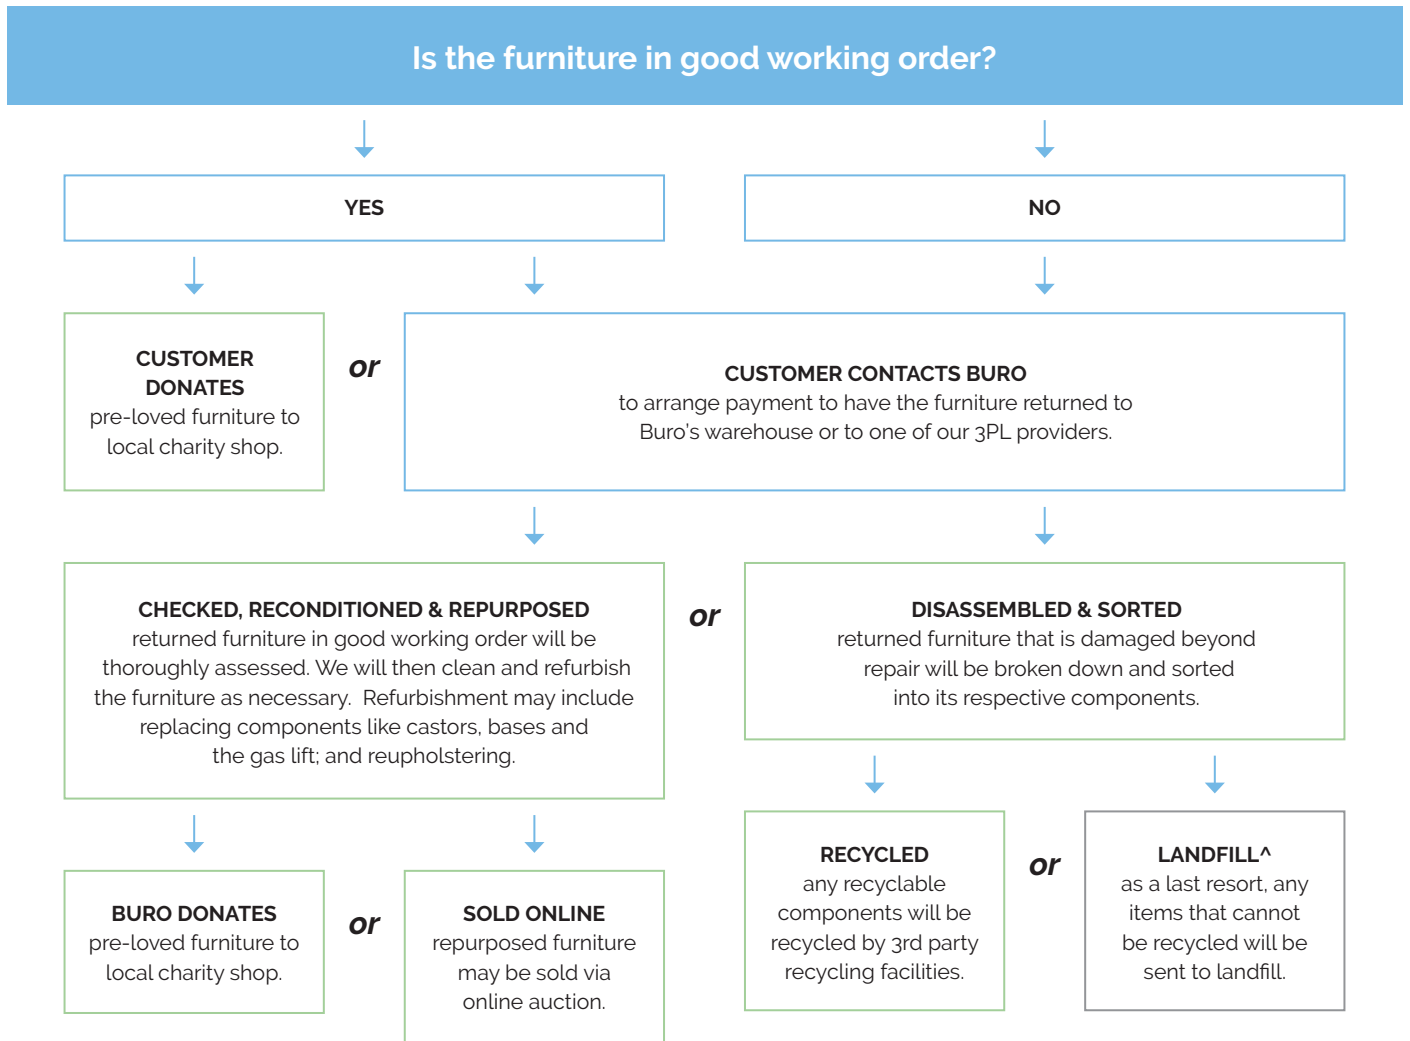 Is the furniture in good working order?
YES
NO
CUSTOMER
DONATES
pre-loved furniture to
local charity shop.
or
CUSTOMER CONTACTS BURO
to arrange payment to have the furniture returned to
Buro's warehouse or to one of our 3PL providers.
CHECKED, RECONDITIONED & REPURPOSED
returned furniture in good working order will be
thoroughly assessed. We will then clean and refurbish
the furniture as necessary.  Refurbishment may include
replacing components like castors, bases and
the gas lift; and reupholstering.
or
DISASSEMBLED & SORTED
returned furniture that is damaged beyond
repair will be broken down and sorted
into its respective components.
BURO DONATES
pre-loved furniture to
local charity shop.
or
SOLD ONLINE
repurposed furniture
may be sold via
online auction.
RECYCLED
any recyclable
components will be
recycled by 3rd party
recycling facilities.
or
LANDFILL^
as a last resort, any
items that cannot
be recycled will be
sent to landfill.